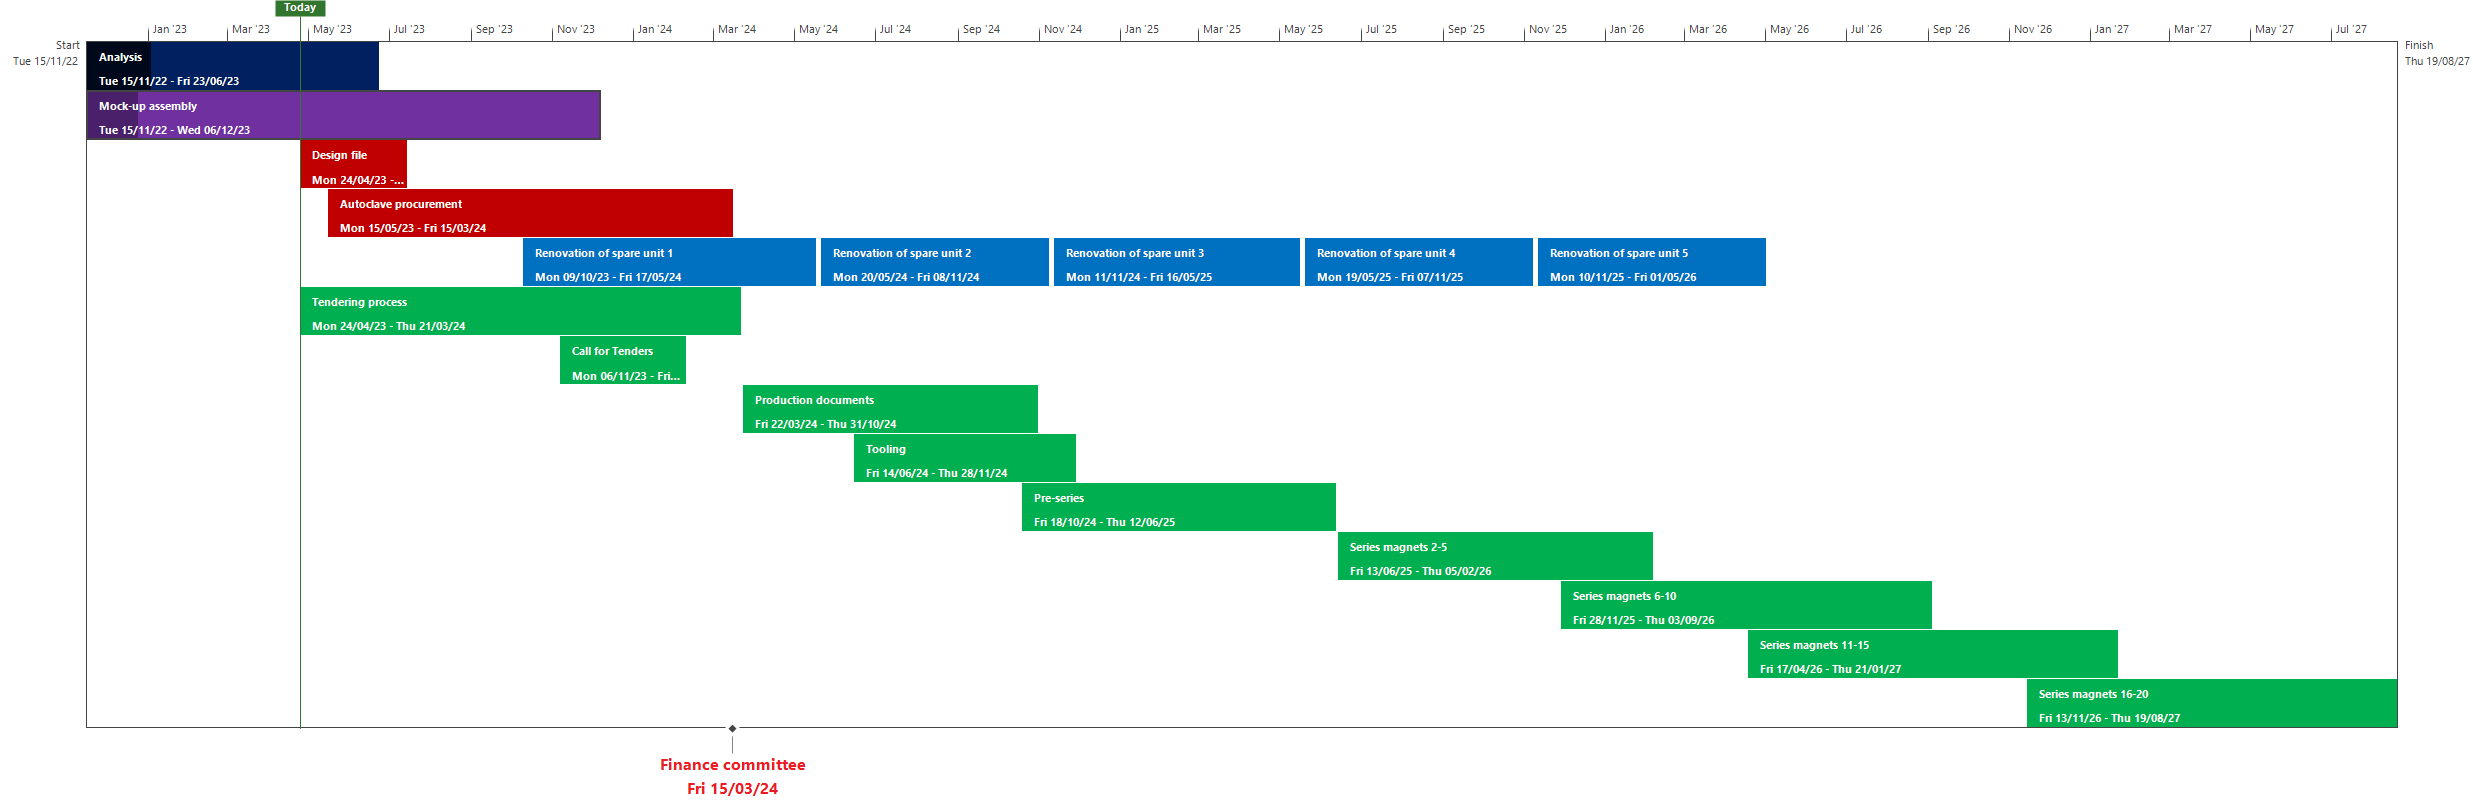 Today
Jan '23 Mar '23 May '23 Jul '23 Sep '23 Nov '23 Jan '24 Mar '24 May '24 Jul '24 Sep '24 Nov '24 Jan '25 Mar '25 May '25 Jul '25 Sep '25 Nov '25 Jan '26 Mar '26 May '26 Jul '26 Sep '26 Nov '26 Jan '27 Mar '27 May '27 Jul '27
Start
Tue 15/11/22
Finish
Thu 19/08/27
Analysis
Tue 15/11/22 - Fri 23/06/23
Mock-up assembly
Tue 15/11/22 - Wed 06/12/23
Design file
Mon 24/04/23 -...
Autoclave procurement
Mon 15/05/23 - Fri 15/03/24
Renovation of spare unit 1
Mon 09/10/23 - Fri 17/05/24
Renovation of spare unit 2
Mon 20/05/24 - Fri 08/11/24
Renovation of spare unit 3
Mon 11/11/24 - Fri 16/05/25
Renovation of spare unit 4
Mon 19/05/25 - Fri 07/11/25
Renovation of spare unit 5
Mon 10/11/25 - Fri 01/05/26
Tendering process
Mon 24/04/23 - Thu 21/03/24
Call for Tenders
Mon 06/11/23 - Fri...
Production documents
Fri 22/03/24 - Thu 31/10/24
Tooling
Fri 14/06/24 - Thu 28/11/24
Pre-series
Fri 18/10/24 - Thu 12/06/25
Series magnets 2-5
Fri 13/06/25 - Thu 05/02/26
Series magnets 6-10
Fri 28/11/25 - Thu 03/09/26
Series magnets 11-15
Fri 17/04/26 - Thu 21/01/27
Series magnets 16-20
Fri 13/11/26 - Thu 19/08/27
Finance committee
Fri 15/03/24